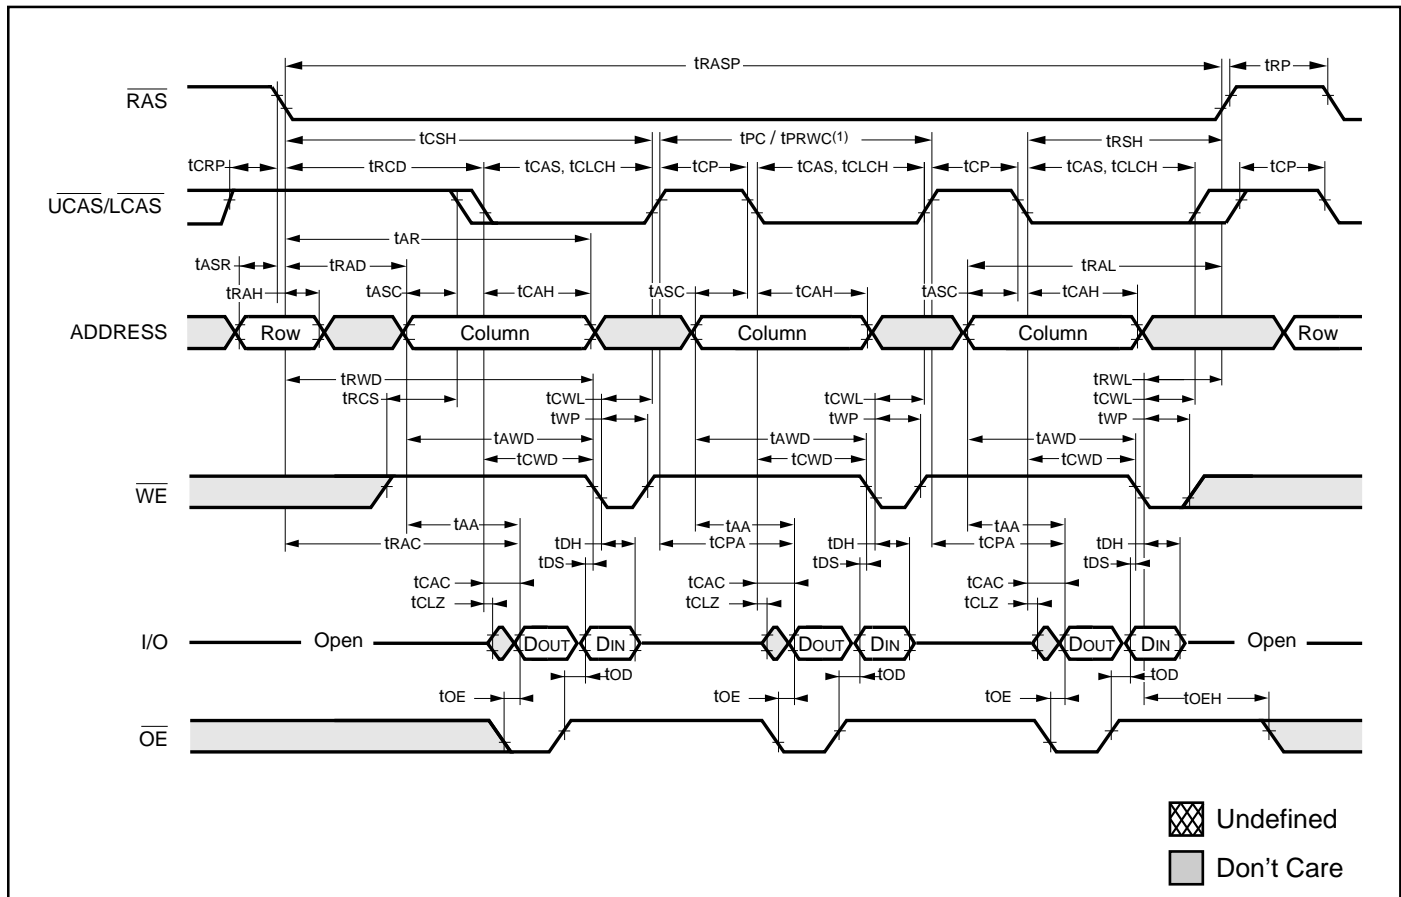 tRASP tRP
RAS
tCSH tPC / tPRWC(1) tRSH
tCRP tRCD tCAS, tCLCH tCP tCAS, tCLCH tCP tCAS, tCLCH tCP
UCAS/LCAS
tAR
tASR tRAD tRAL
tRAH tASC tCAH tASC tCAH tASC tCAH
ADDRESS Row Column Column Column Row
tRWD tRWL
tRCS tCWL tCWL tCWL
tWP tWP tWP
tAWD tAWD tAWD
tCWD tCWD tCWD
WE
tAA tAA tAA
tRAC tDH tCPA tDH tCPA tDH
tDS tDS tDS
tCAC tCAC tCAC
tCLZ tCLZ tCLZ
I/O Open DOUT DIN DOUT DIN DOUT DIN Open
tOD tOD tOD
tOE tOE tOE tOEH
OE
Undefined
Don't Care